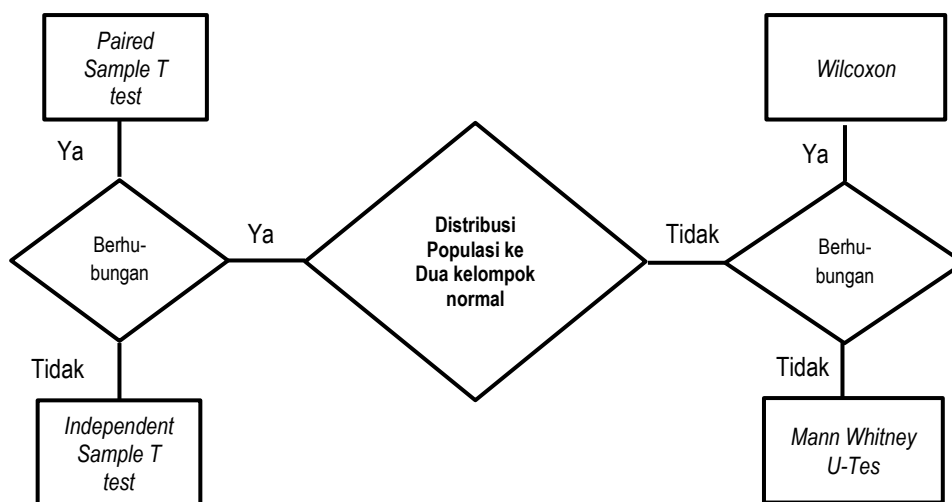 Paired
Sample T
test
Wilcoxon
Ya
Ya
Berhu-
bungan
Ya
Distribusi
Populasi ke
Dua kelompok
normal
Tidak
Berhu-
bungan
Tidak
Tidak
Independent
Sample T
test
Mann Whitney
U-Tes